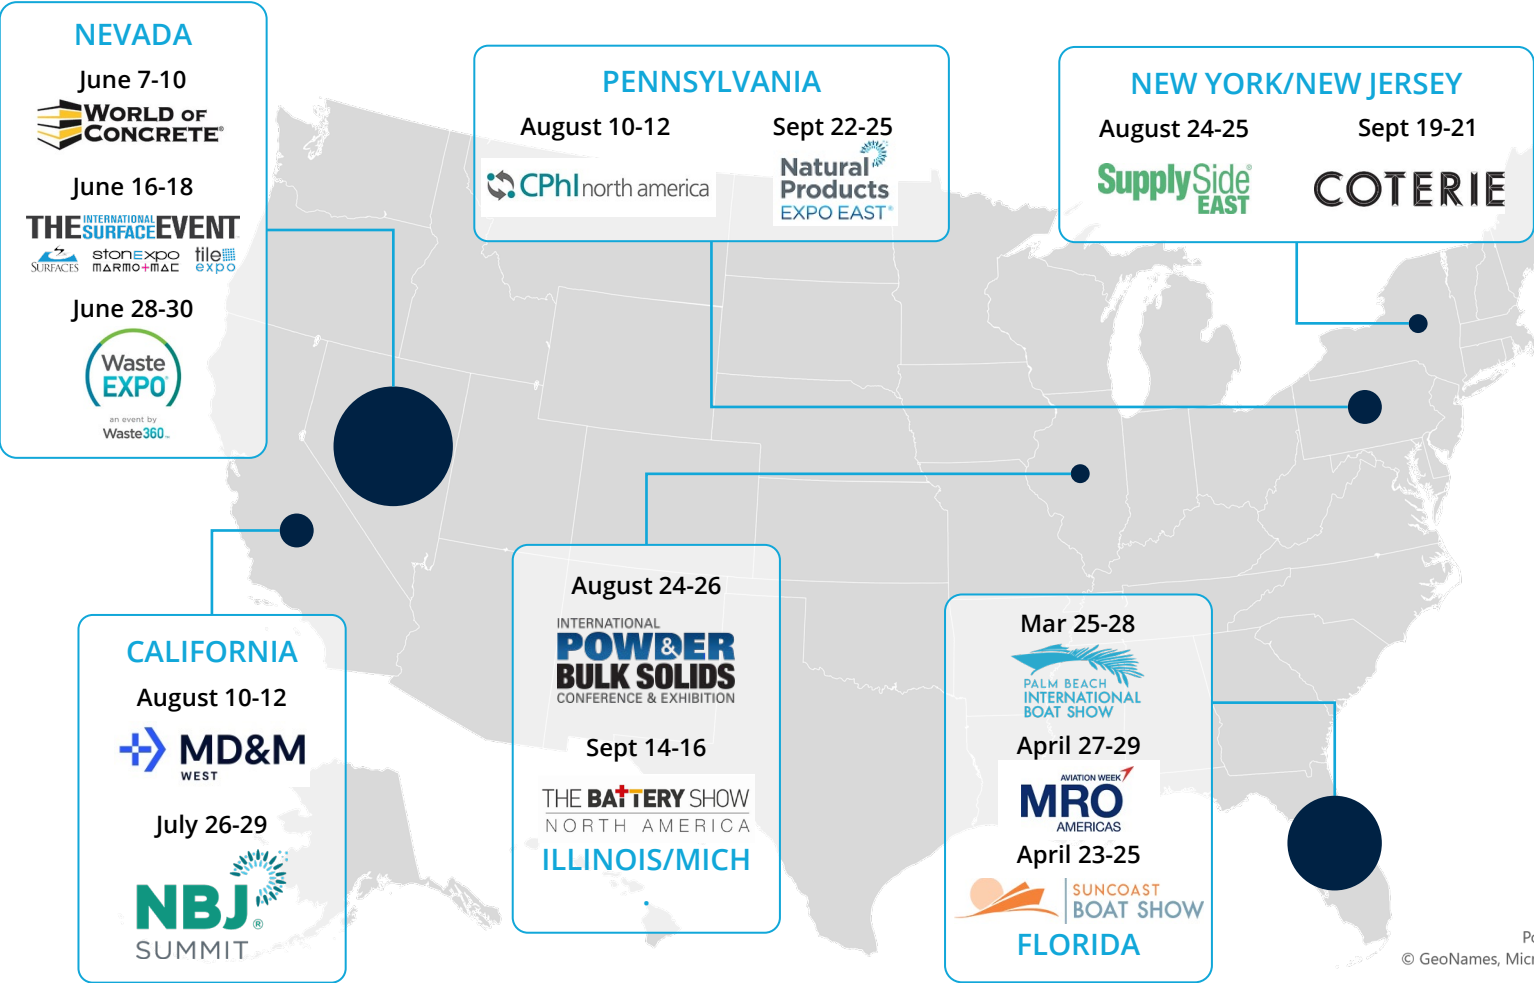 NEVADA
June 7-10
WORLD OF
CONCRETE®
June 16-18
THE INTERNATIONAL SURFACE EVENT
SURFACES stonExpo marmo+mac tile expo
June 28-30
Waste
EXPO
an event by
Waste360
PENNSYLVANIA
August 10-12
CPhI north america
Sept 22-25
Natural
Products
EXPO EAST®
NEW YORK/NEW JERSEY
August 24-25
SupplySide®
EAST
Sept 19-21
COTERIE
CALIFORNIA
August 10-12
MD&M
WEST
July 26-29
NBJ®
SUMMIT
August 24-26
INTERNATIONAL
POWDER &
BULK SOLIDS
CONFERENCE & EXHIBITION
Sept 14-16
THE BATTERY SHOW
NORTH AMERICA
ILLINOIS/MICH
Mar 25-28
PALM BEACH
INTERNATIONAL
BOAT SHOW
April 27-29
AVIATION WEEK
MRO
AMERICAS
April 23-25
SUNCOAST
BOAT SHOW
FLORIDA
Po
© GeoNames, Micr